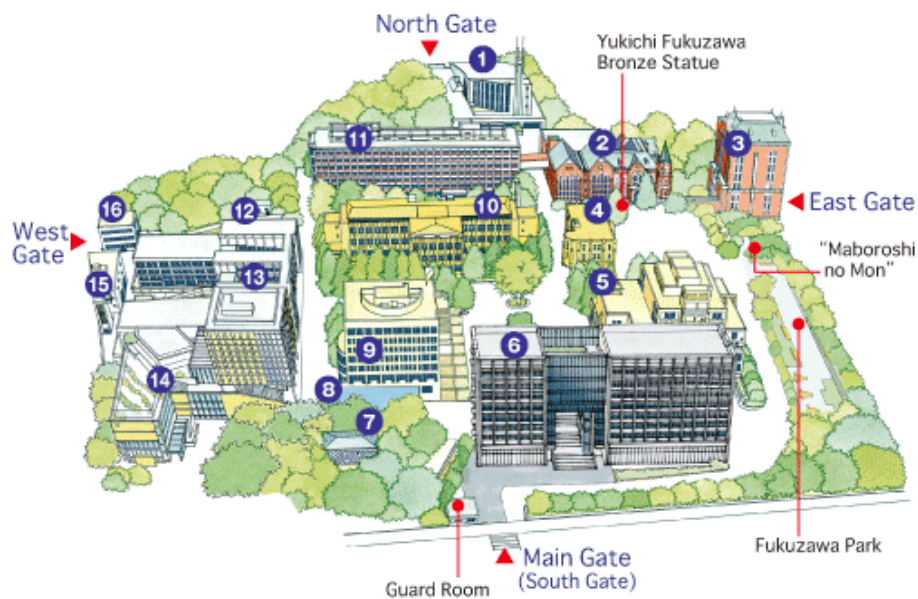 North Gate
1
Yukichi Fukuzawa
Bronze Statue
11
2
3
16
12
10
4
East Gate
West
Gate
"Maboroshi
no Mon"
15
13
5
9
6
14
8
7
Main Gate
(South Gate)
Fukuzawa Park
Guard Room